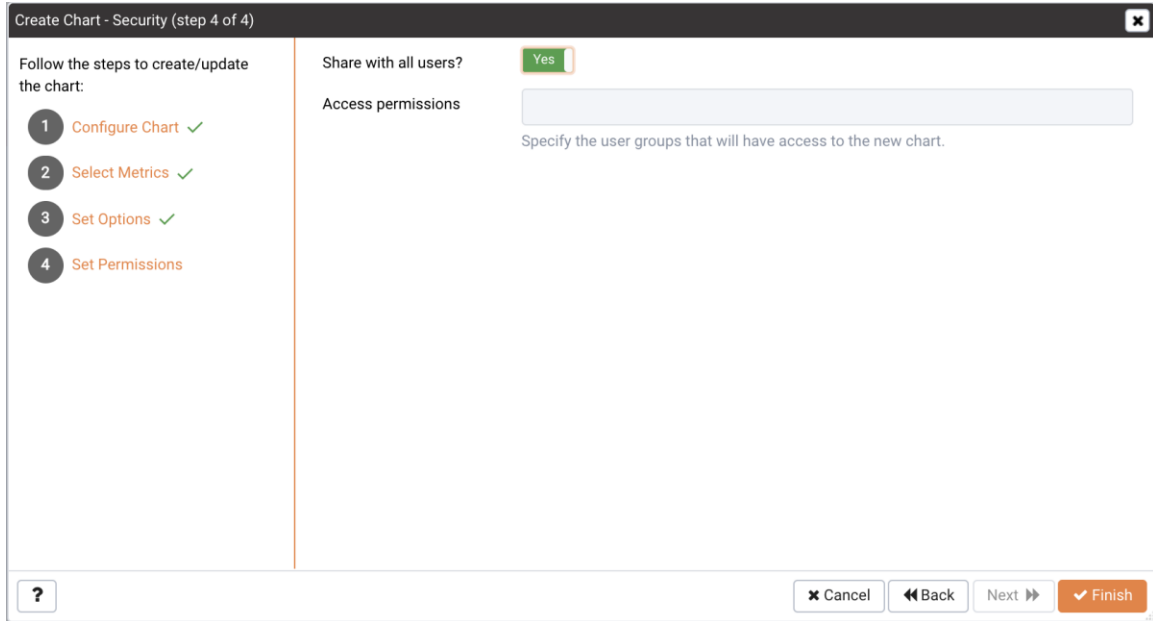 Create Chart - Security (step 4 of 4)
Follow the steps to create/update
the chart:
1 Configure Chart
2 Select Metrics
3 Set Options
4 Set Permissions
Share with all users? Yes
Access permissions
Specify the user groups that will have access to the new chart.
?
Cancel
Back
Next
Finish